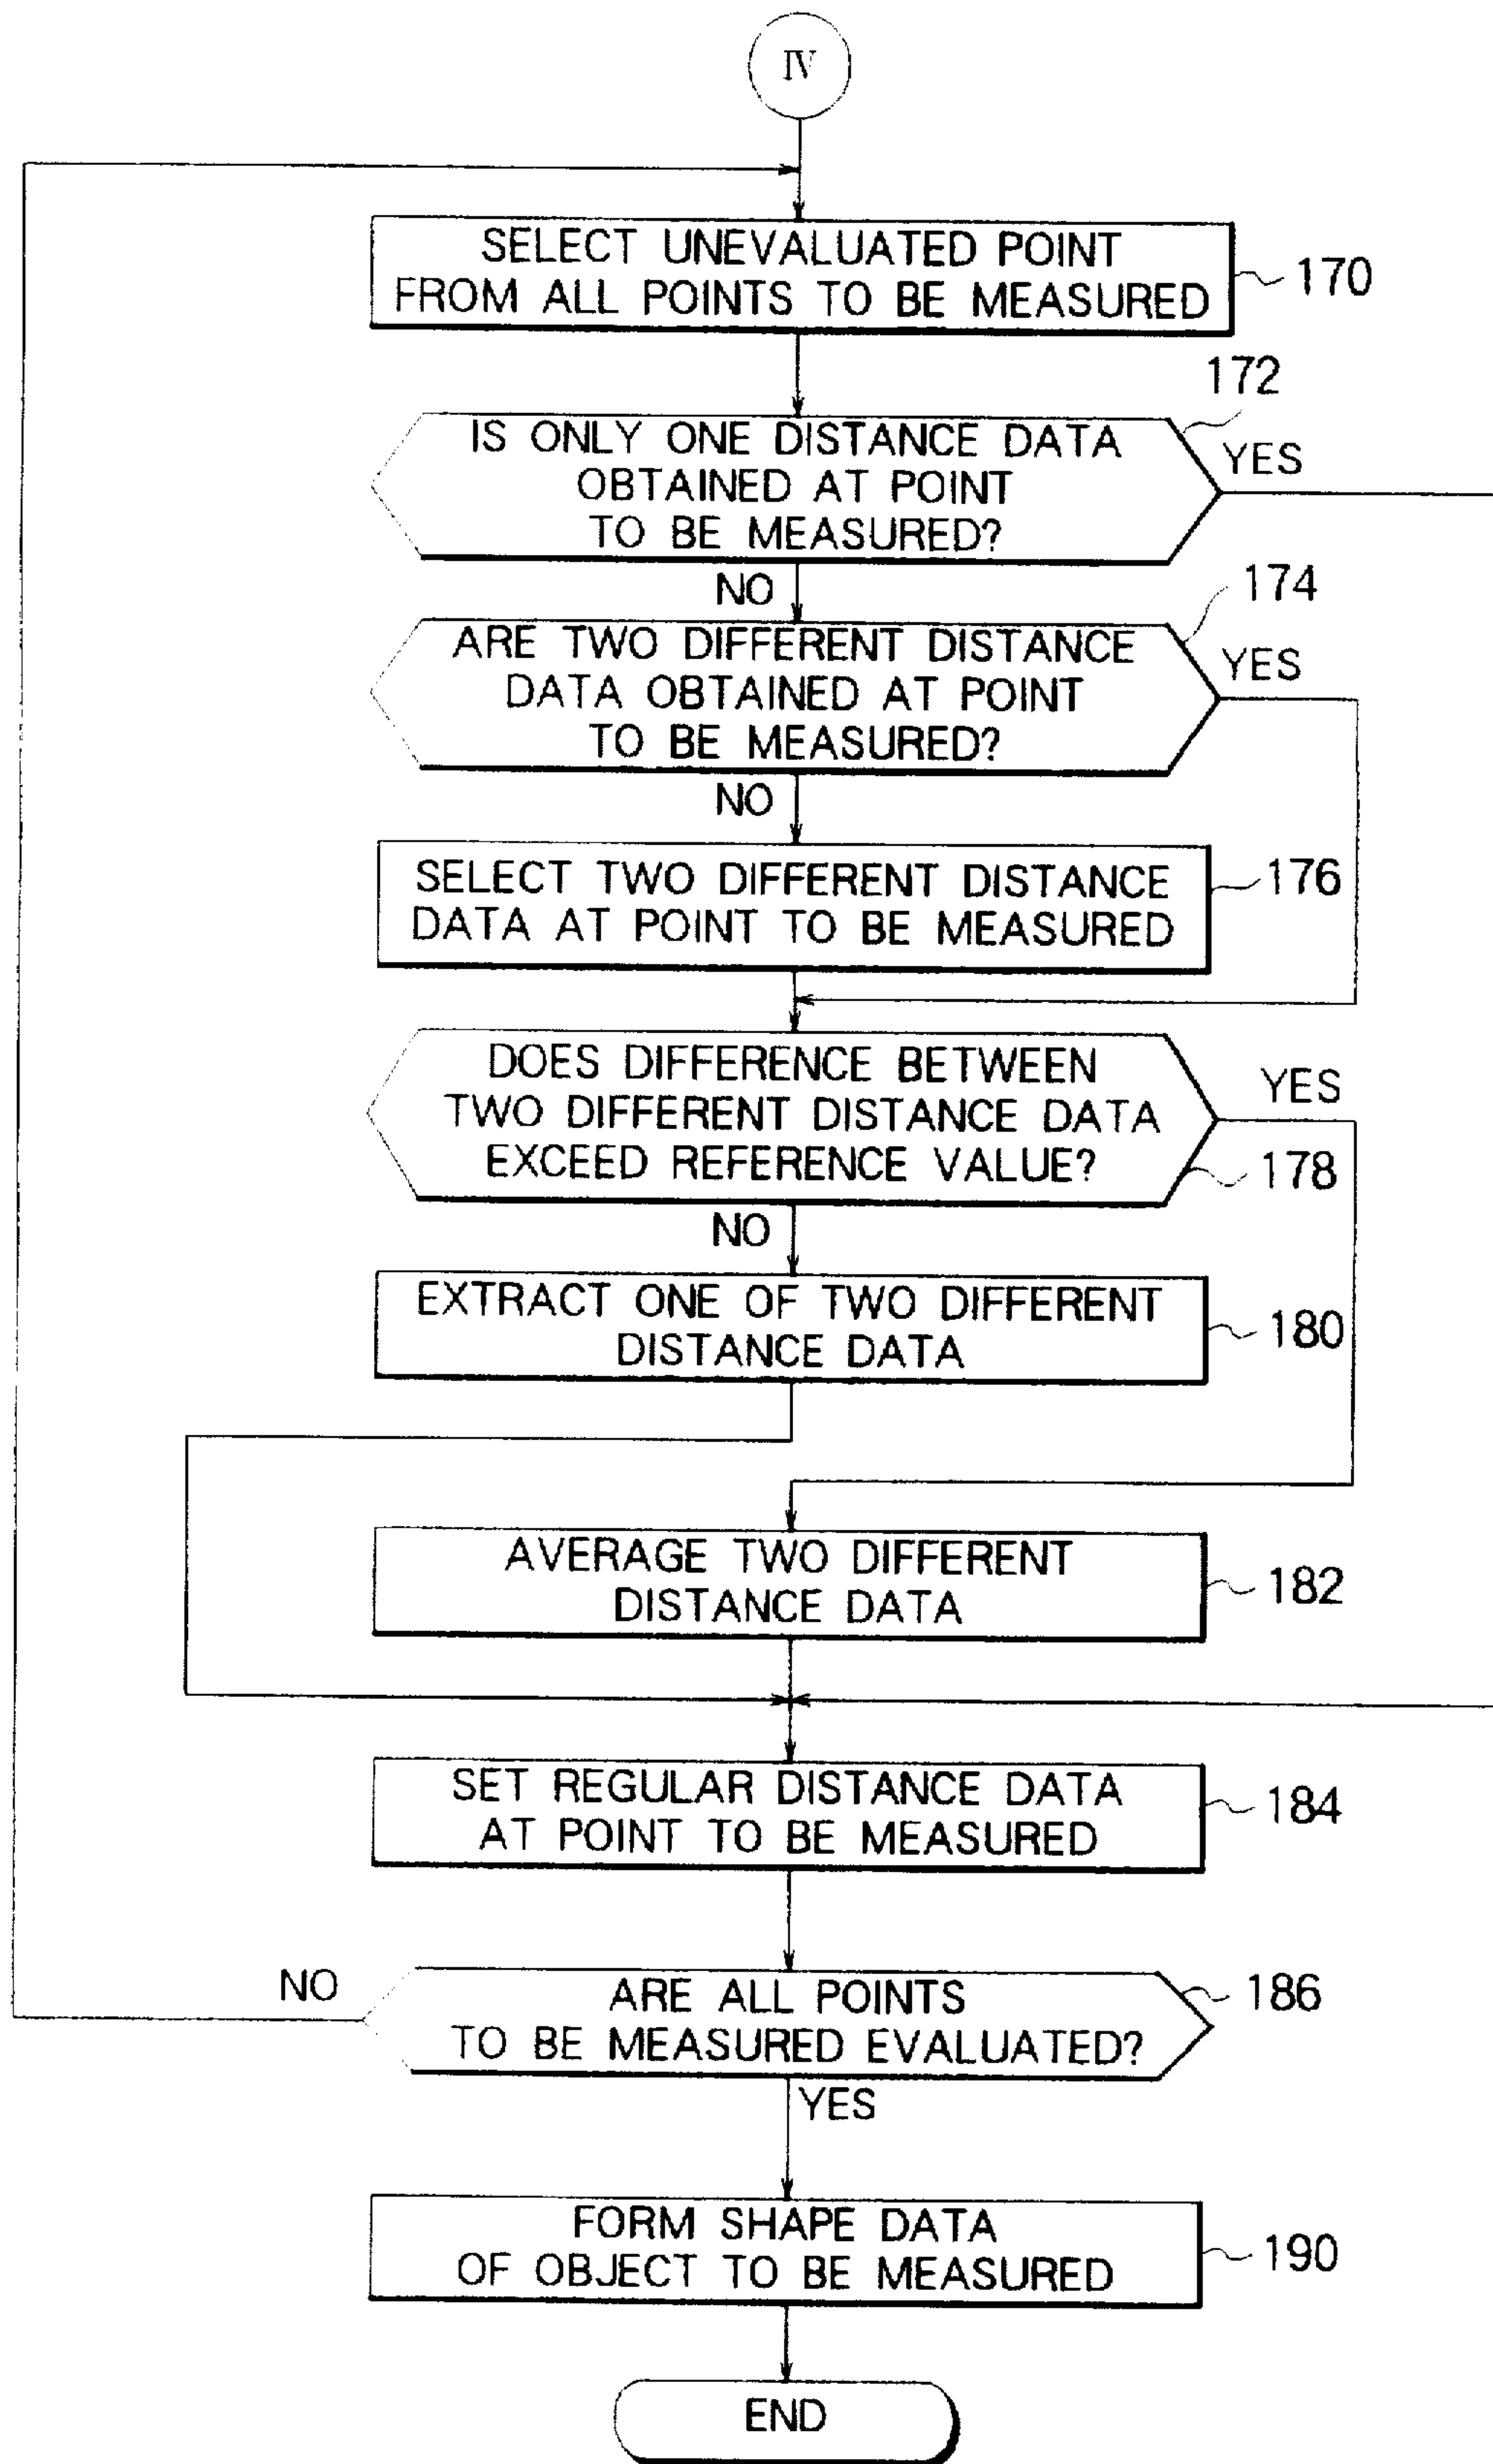 IV
SELECT UNEVALUATED POINT
FROM ALL POINTS TO BE MEASURED
170
172
IS ONLY ONE DISTANCE DATA
OBTAINED AT POINT
TO BE MEASURED?
YES
NO
174
ARE TWO DIFFERENT DISTANCE
DATA OBTAINED AT POINT
TO BE MEASURED?
YES
NO
SELECT TWO DIFFERENT DISTANCE
DATA AT POINT TO BE MEASURED
176
DOES DIFFERENCE BETWEEN
TWO DIFFERENT DISTANCE DATA
EXCEED REFERENCE VALUE?
YES
178
NO
EXTRACT ONE OF TWO DIFFERENT
DISTANCE DATA
180
AVERAGE TWO DIFFERENT
DISTANCE DATA
182
SET REGULAR DISTANCE DATA
AT POINT TO BE MEASURED
184
NO
ARE ALL POINTS
TO BE MEASURED EVALUATED?
186
YES
FORM SHAPE DATA
OF OBJECT TO BE MEASURED
190
END